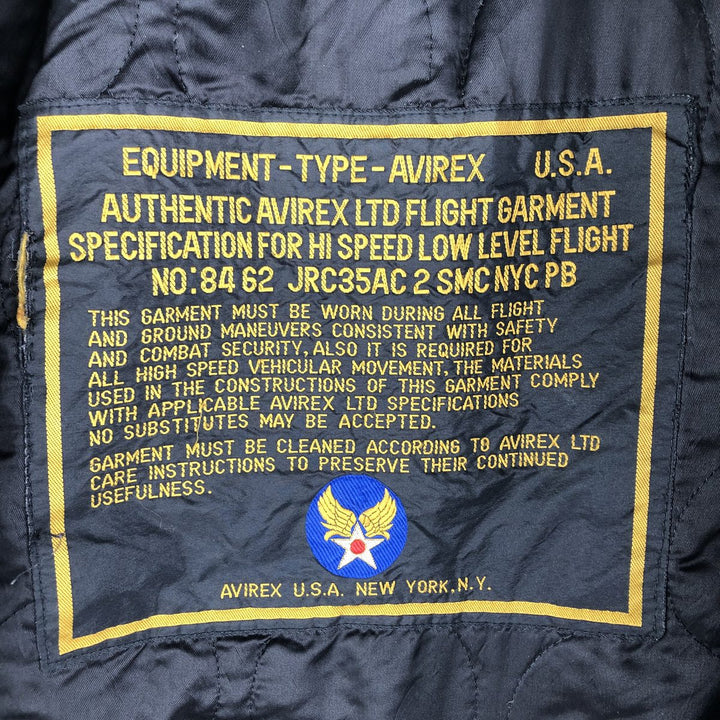 EQUIPMENT-TYPE-AVIREX U.S.A.
AUTHENTIC AVIREX LTD FLIGHT GARMENT
SPECIFICATION FOR HI SPEED LOW LEVEL FLIGHT
NO:84 62 JRC35AC 2 SMC NYC PB
THIS GARMENT MUST BE WORN DURING ALL FLIGHT
AND GROUND MANEUVERS CONSISTENT WITH SAFETY
AND COMBAT SECURITY, ALSO IT IS REQUIRED FOR
ALL HIGH SPEED VEHICULAR MOVEMENT, THE MATERIALS
USED IN THE CONSTRUCTIONS OF THIS GARMENT COMPLY
WITH APPLICABLE AVIREX LTD SPECIFICATIONS
NO SUBSTITUTES MAY BE ACCEPTED.
GARMENT MUST BE CLEANED ACCORDING TO AVIREX LTD
CARE INSTRUCTIONS TO PRESERVE THEIR CONTINUED
USEFULNESS.
AVIREX U.S.A. NEW YORK, N.Y.